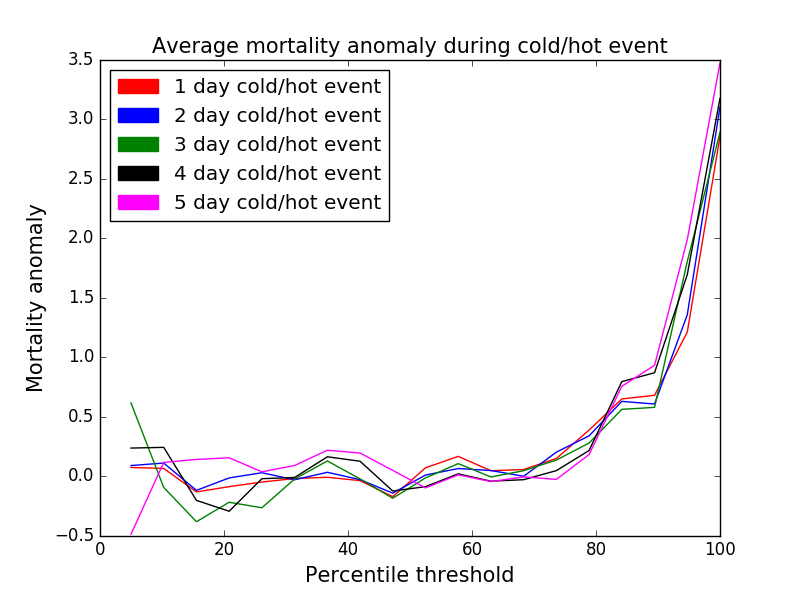 Average mortality anomaly during cold/hot event
3.5
3.0
2.5
2.0
1.5
1.0
0.5
0.0
−0.5
Mortality anomaly
1 day cold/hot event
2 day cold/hot event
3 day cold/hot event
4 day cold/hot event
5 day cold/hot event
0 20 40 60 80 100
Percentile threshold